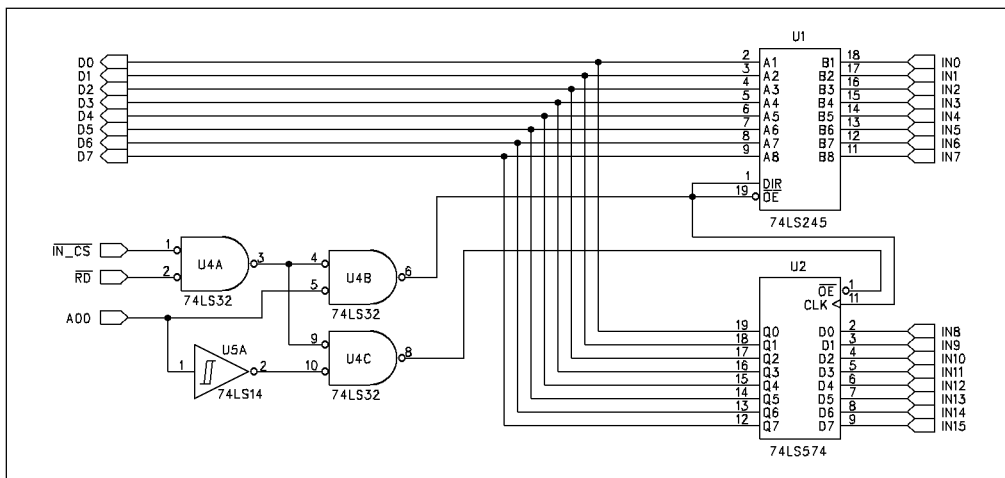 U1
D0 2 A1 B1 18 IN0
D1 3 A2 B2 17 IN1
D2 4 A3 B3 16 IN2
D3 5 A4 B4 15 IN3
D4 6 A5 B5 14 IN4
D5 7 A6 B6 13 IN5
D6 8 A7 B7 12 IN6
D7 9 A8 B8 11 IN7
1 DIR
19 OE
74LS245
IN_CS 1 U4A 3 4 U4B 6
RD 2 5
74LS32 74LS32
U2
OE 1
CLK 11
A00
9 U4C 8
U5A
1 2 10
74LS14 74LS32
19 Q0 D0 2 IN8
18 Q1 D1 3 IN9
17 Q2 D2 4 IN10
16 Q3 D3 5 IN11
15 Q4 D4 6 IN12
14 Q5 D5 7 IN13
13 Q6 D6 8 IN14
12 Q7 D7 9 IN15
74LS574